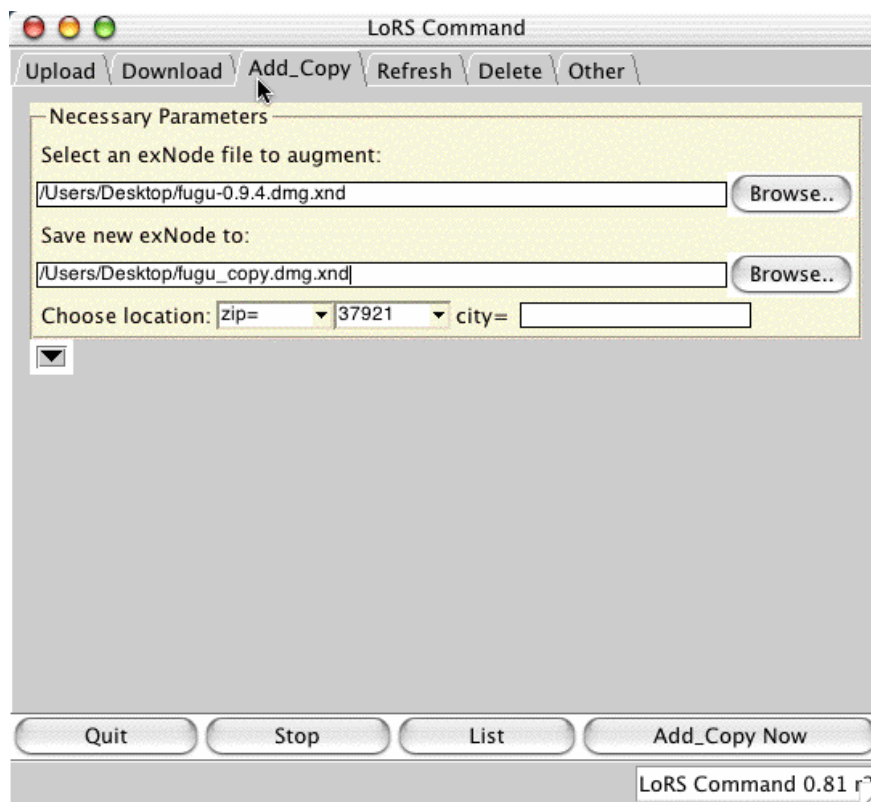 LoRS Command
Upload Download Add_Copy Refresh Delete Other
Necessary Parameters
Select an exNode file to augment:
/Users/Desktop/fugu-0.9.4.dmg.xnd Browse..
Save new exNode to:
/Users/Desktop/fugu_copy.dmg.xnd Browse..
Choose location: zip= 37921 city=
Quit Stop List Add_Copy Now
LoRS Command 0.81